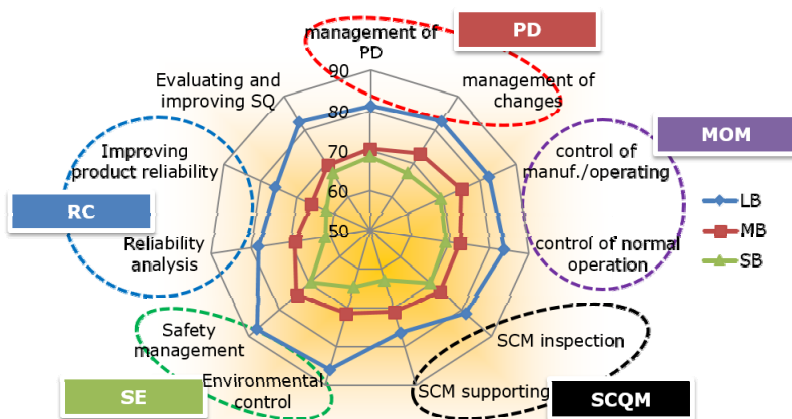 management of
PD
PD
90
Evaluating and
improving SQ
management of
changes
80
MOM
Improving
product reliability
70
control of
manuf./operating
60
RC
LB
MB
SB
50
Reliability
analysis
control of normal
operation
Safety
management
SCM inspection
SE
Environmental
control
SCM supporting
SCQM